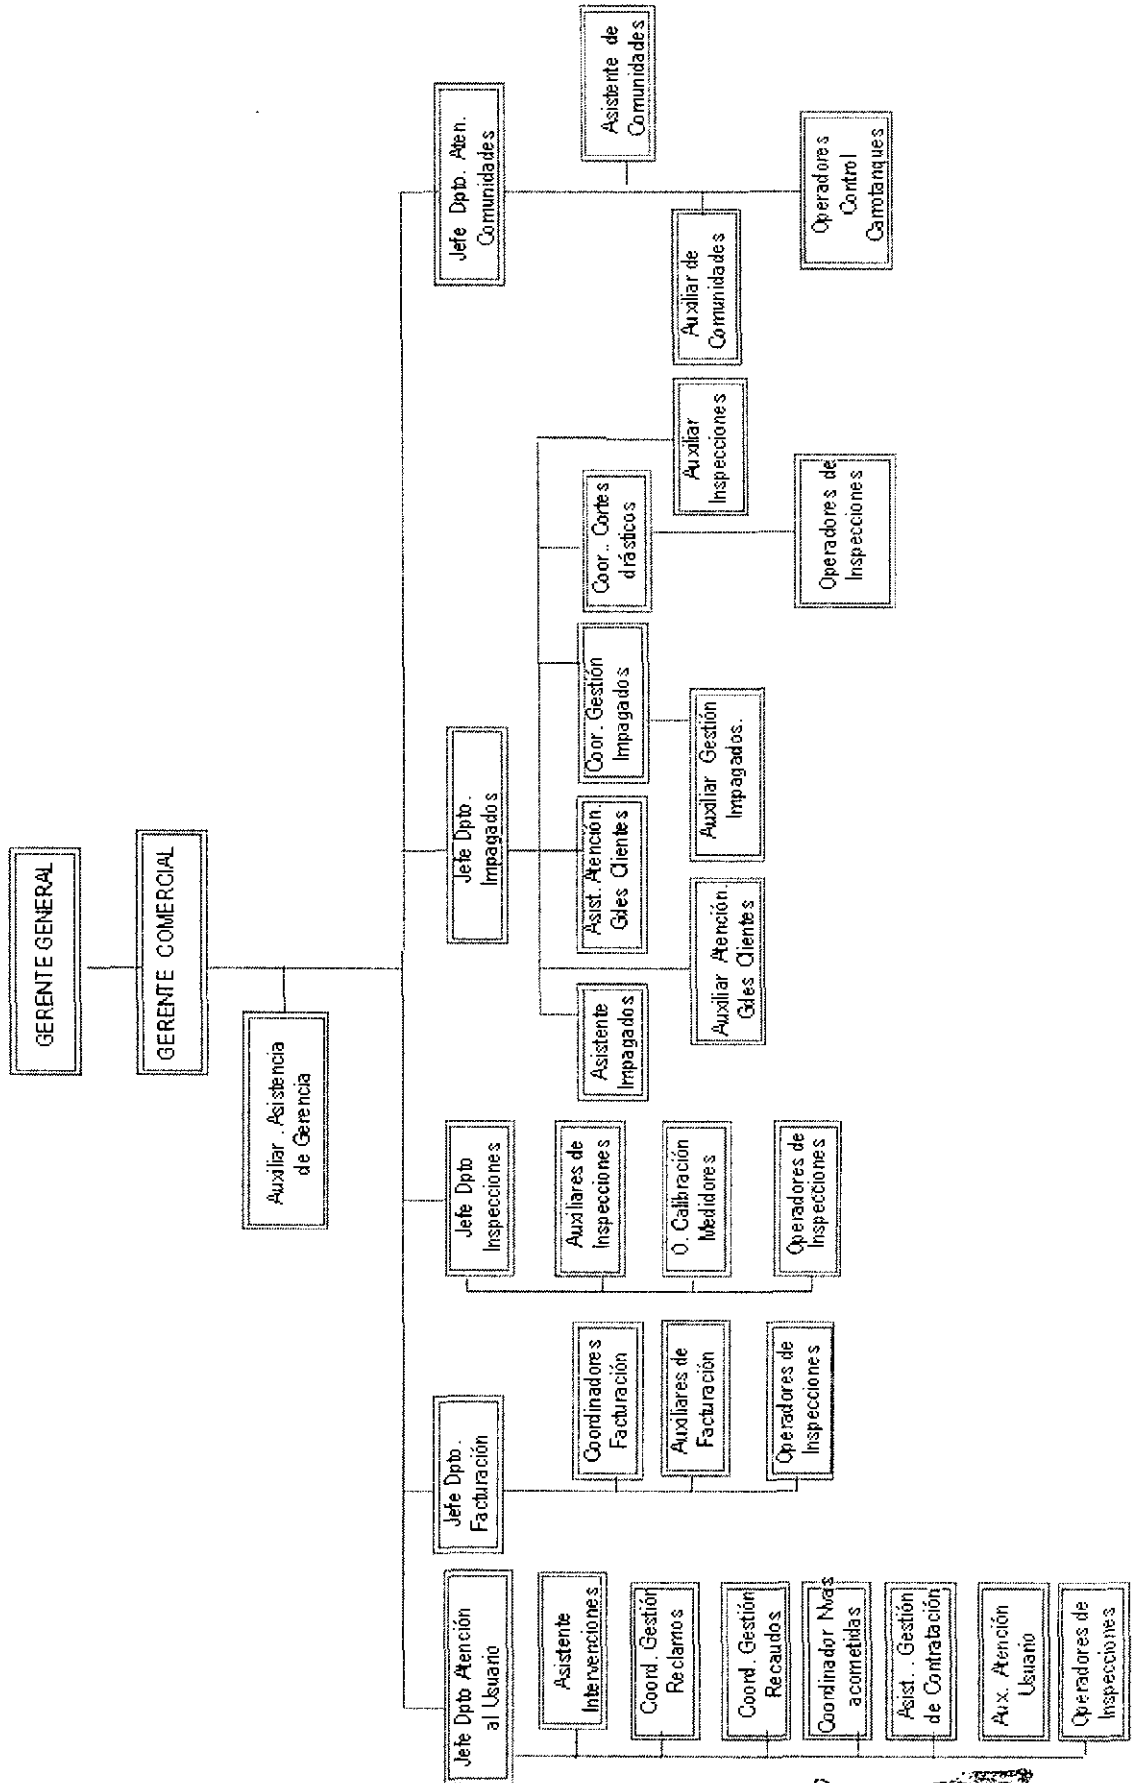 GERENTE GENERAL
GERENTE COMERCIAL
Auxiliar . Asistencia
de Gerencia
Jefe Dpto Atención
al Usuario
Asistente
Intervenciones
Coord. Gestión
Reclamos
Coord. Gestión
Recaudos
Coordinador Nvas
acometidas
Asist. . Gestión
de Contratación
Aux. Atención
Usuario
Operadores de
Inspecciones
Jefe Dpto.
Facturación
Coordinadores
Facturación
Auxiliares de
Facturación
Operadores de
Inspecciones
Jefe Dpto
Inspecciones
Auxiliares de
Inspecciones
O. Calibración
Medidores
Operadores de
Inspecciones
Jefe Dpto.
Impagados
Asistente
Impagados
Auxiliar Atención.
Gdes Clientes
Asist. Atención.
Gdes Clientes
Coor. Gestión
Impagados
Auxiliar Gestión
Impagados.
Coor.. Cortes
drásticos
Operadores de
Inspecciones
Auxiliar
Inspecciones
Jefe Dpto. Aten.
Comunidades
Asistente de
Comunidades
Auxiliar de
Comunidades
Operadores
Control
Carrotanques